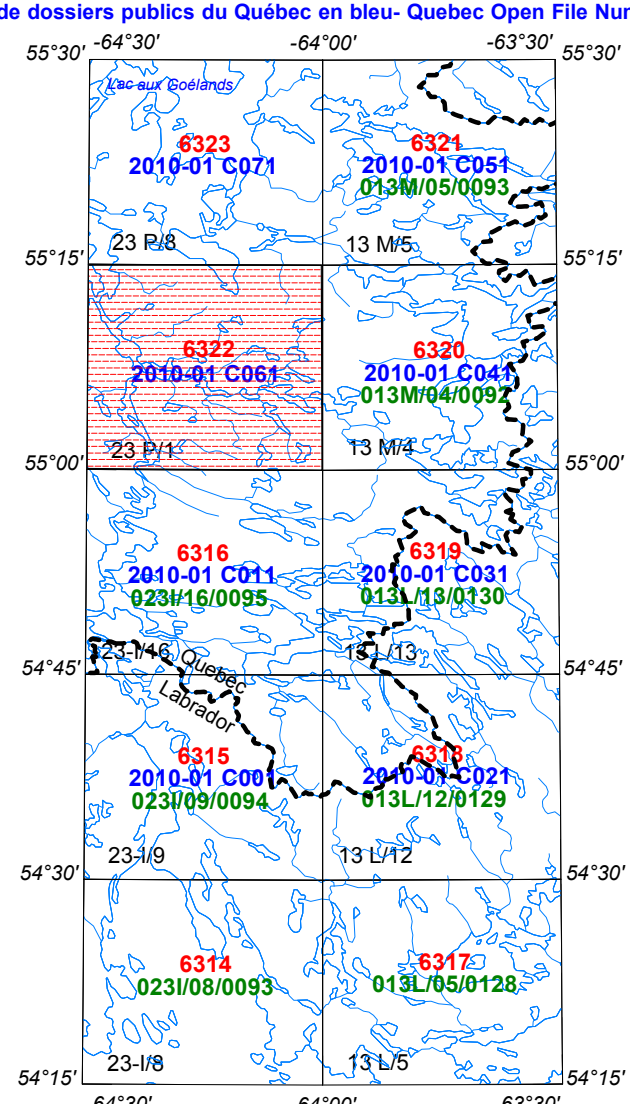 de dossiers publics du Québec en bleu- Quebec Open File Nu
-64°30' -64°00' -63°30'
55°30' 55°30'
Lac aux Goélands
6323
2010-01 C071
23 P/8
6321
2010-01 C051
013M/05/0093
13 M/5
55°15' 55°15'
6322
2010-01 C061
23 P/1
6320
2010-01 C041
013M/04/0092
13 M/4
55°00' 55°00'
6316
2010-01 C011
023I/16/0095
23-I/16
6319
2010-01 C031
013L/13/0130
13 L/13
Quebec
Labrador
54°45' 54°45'
6315
2010-01 C001
023I/09/0094
23-I/9
6318
2010-01 C021
013L/12/0129
13 L/12
54°30' 54°30'
6314
023I/08/0093
23-I/8
6317
013L/05/0128
13 L/5
54°15' 54°15'
-64°30' -64°00' -63°30'